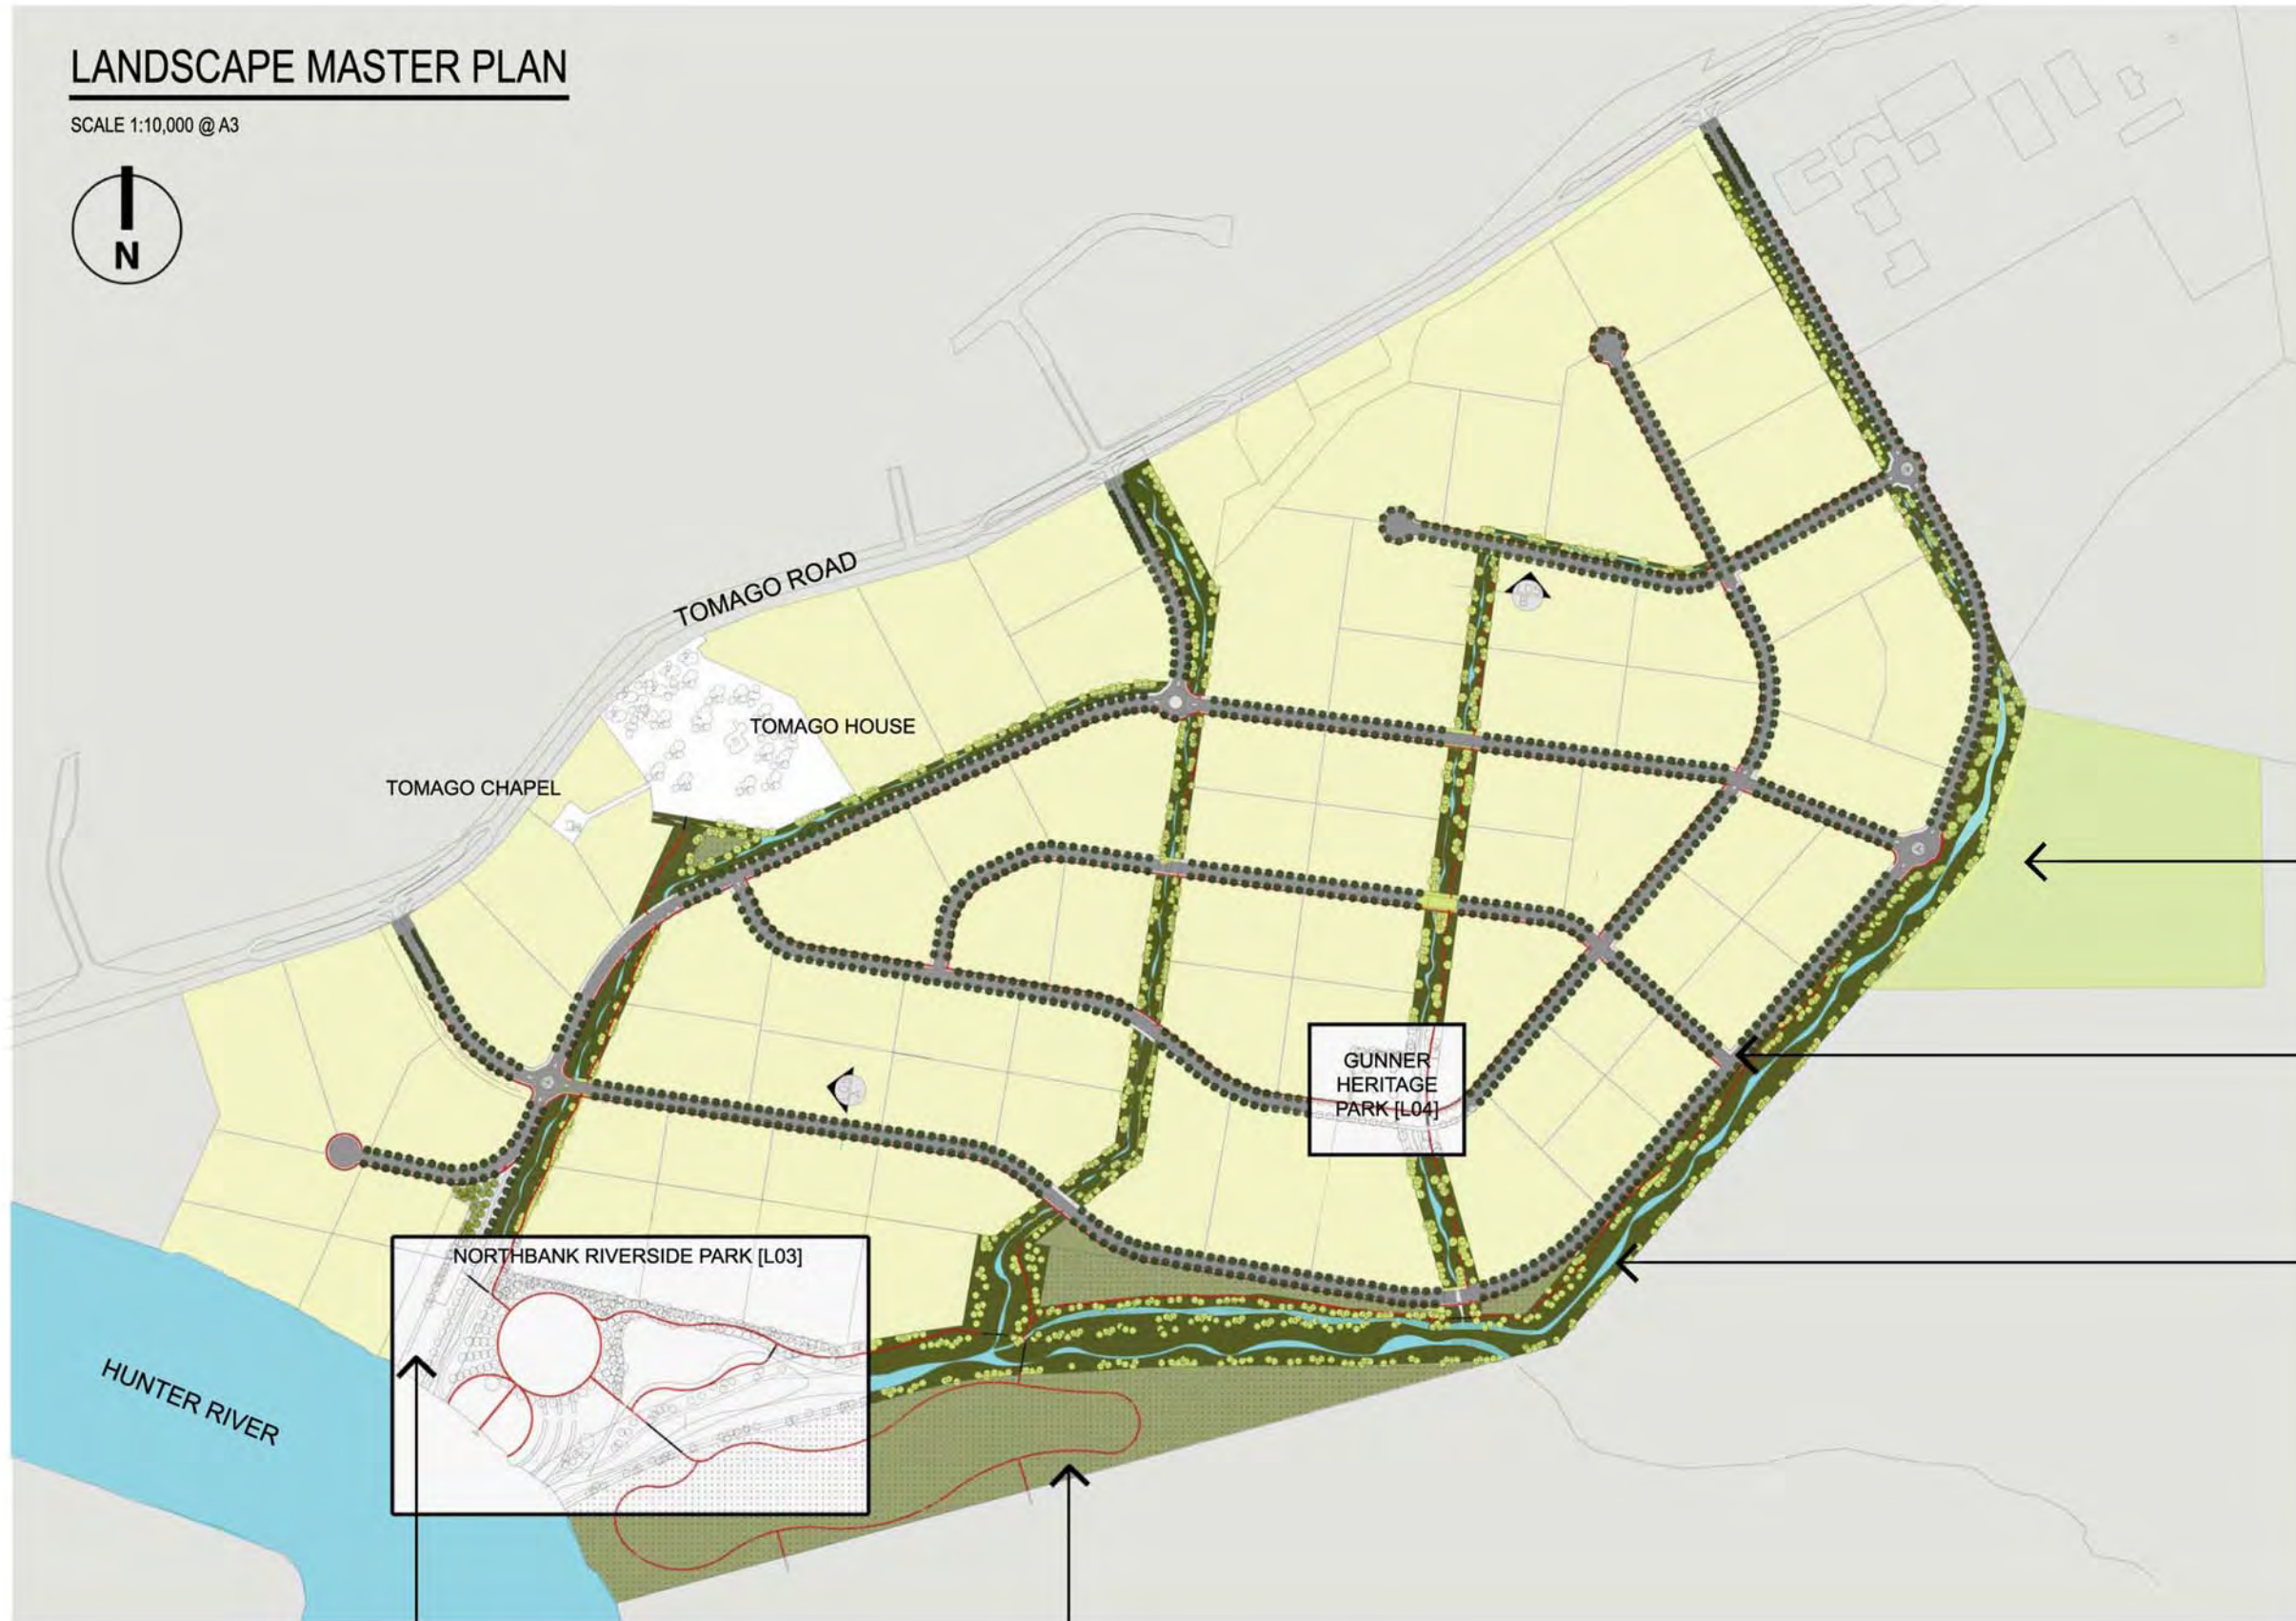 LANDSCAPE MASTER PLAN
SCALE 1:10,000 @ A3
N
TOMAGO ROAD
TOMAGO HOUSE
TOMAGO CHAPEL
GUNNER
HERITAGE
PARK [L04]
NORTHBANK RIVERSIDE PARK [L03]
HUNTER RIVER